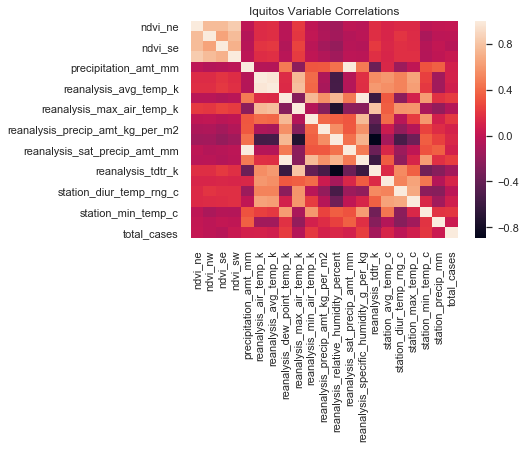 Iquitos Variable Correlations
ndvi_ne
ndvi_se
precipitation_amt_mm
reanalysis_avg_temp_k
reanalysis_max_air_temp_k
reanalysis_precip_amt_kg_per_m2
reanalysis_sat_precip_amt_mm
reanalysis_tdtr_k
station_diur_temp_rng_c
station_min_temp_c
total_cases
ndvi_ne
ndvi_nw
ndvi_se
ndvi_sw
precipitation_amt_mm
reanalysis_air_temp_k
reanalysis_avg_temp_k
reanalysis_dew_point_temp_k
reanalysis_max_air_temp_k
reanalysis_min_air_temp_k
reanalysis_precip_amt_kg_per_m2
reanalysis_relative_humidity_percent
reanalysis_sat_precip_amt_mm
reanalysis_specific_humidity_g_per_kg
reanalysis_tdtr_k
station_avg_temp_c
station_diur_temp_rng_c
station_max_temp_c
station_min_temp_c
station_precip_mm
total_cases
0.8
0.4
0.0
−0.4
−0.8